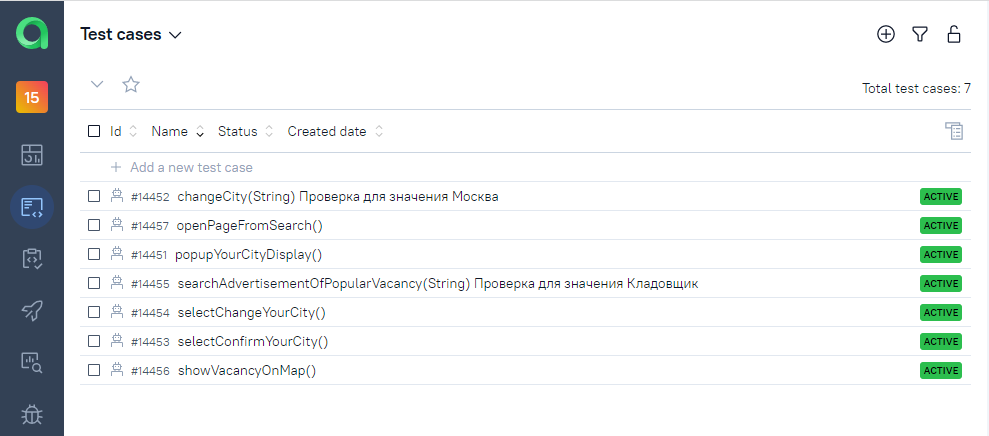 Test cases
15
Total test cases: 7
Id Name Status Created date
+ Add a new test case
#14452 changeCity(String) Проверка для значения Москва ACTIVE
#14457 openPageFromSearch() ACTIVE
#14451 popupYourCityDisplay() ACTIVE
#14455 searchAdvertisementOfPopularVacancy(String) Проверка для значения Кладовщик ACTIVE
#14454 selectChangeYourCity() ACTIVE
#14453 selectConfirmYourCity() ACTIVE
#14456 showVacancyOnMap() ACTIVE